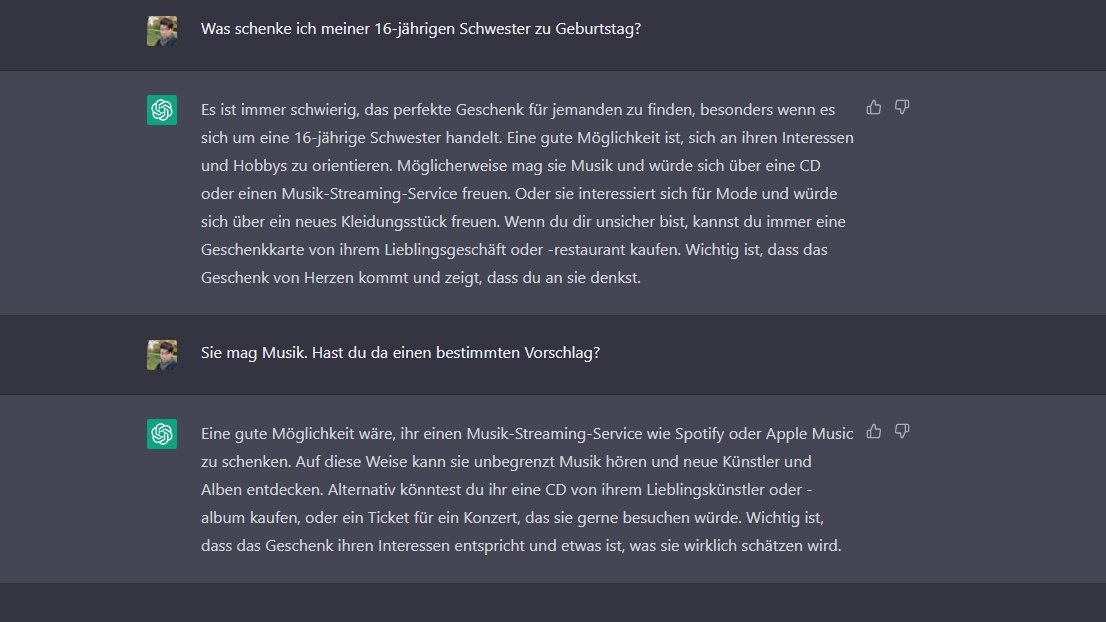 Was schenke ich meiner 16-jährigen Schwester zu Geburtstag?
Es ist immer schwierig, das perfekte Geschenk für jemanden zu finden, besonders wenn es
sich um eine 16-jährige Schwester handelt. Eine gute Möglichkeit ist, sich an ihren Interessen
und Hobbys zu orientieren. Möglicherweise mag sie Musik und würde sich über eine CD
oder einen Musik-Streaming-Service freuen. Oder sie interessiert sich für Mode und würde
sich über ein neues Kleidungsstück freuen. Wenn du dir unsicher bist, kannst du immer eine
Geschenkkarte von ihrem Lieblingsgeschäft oder -restaurant kaufen. Wichtig ist, dass das
Geschenk von Herzen kommt und zeigt, dass du an sie denkst.
Sie mag Musik. Hast du da einen bestimmten Vorschlag?
Eine gute Möglichkeit wäre, ihr einen Musik-Streaming-Service wie Spotify oder Apple Music
zu schenken. Auf diese Weise kann sie unbegrenzt Musik hören und neue Künstler und
Alben entdecken. Alternativ könntest du ihr eine CD von ihrem Lieblingskünstler oder -
album kaufen, oder ein Ticket für ein Konzert, das sie gerne besuchen würde. Wichtig ist,
dass das Geschenk ihren Interessen entspricht und etwas ist, was sie wirklich schätzen wird.